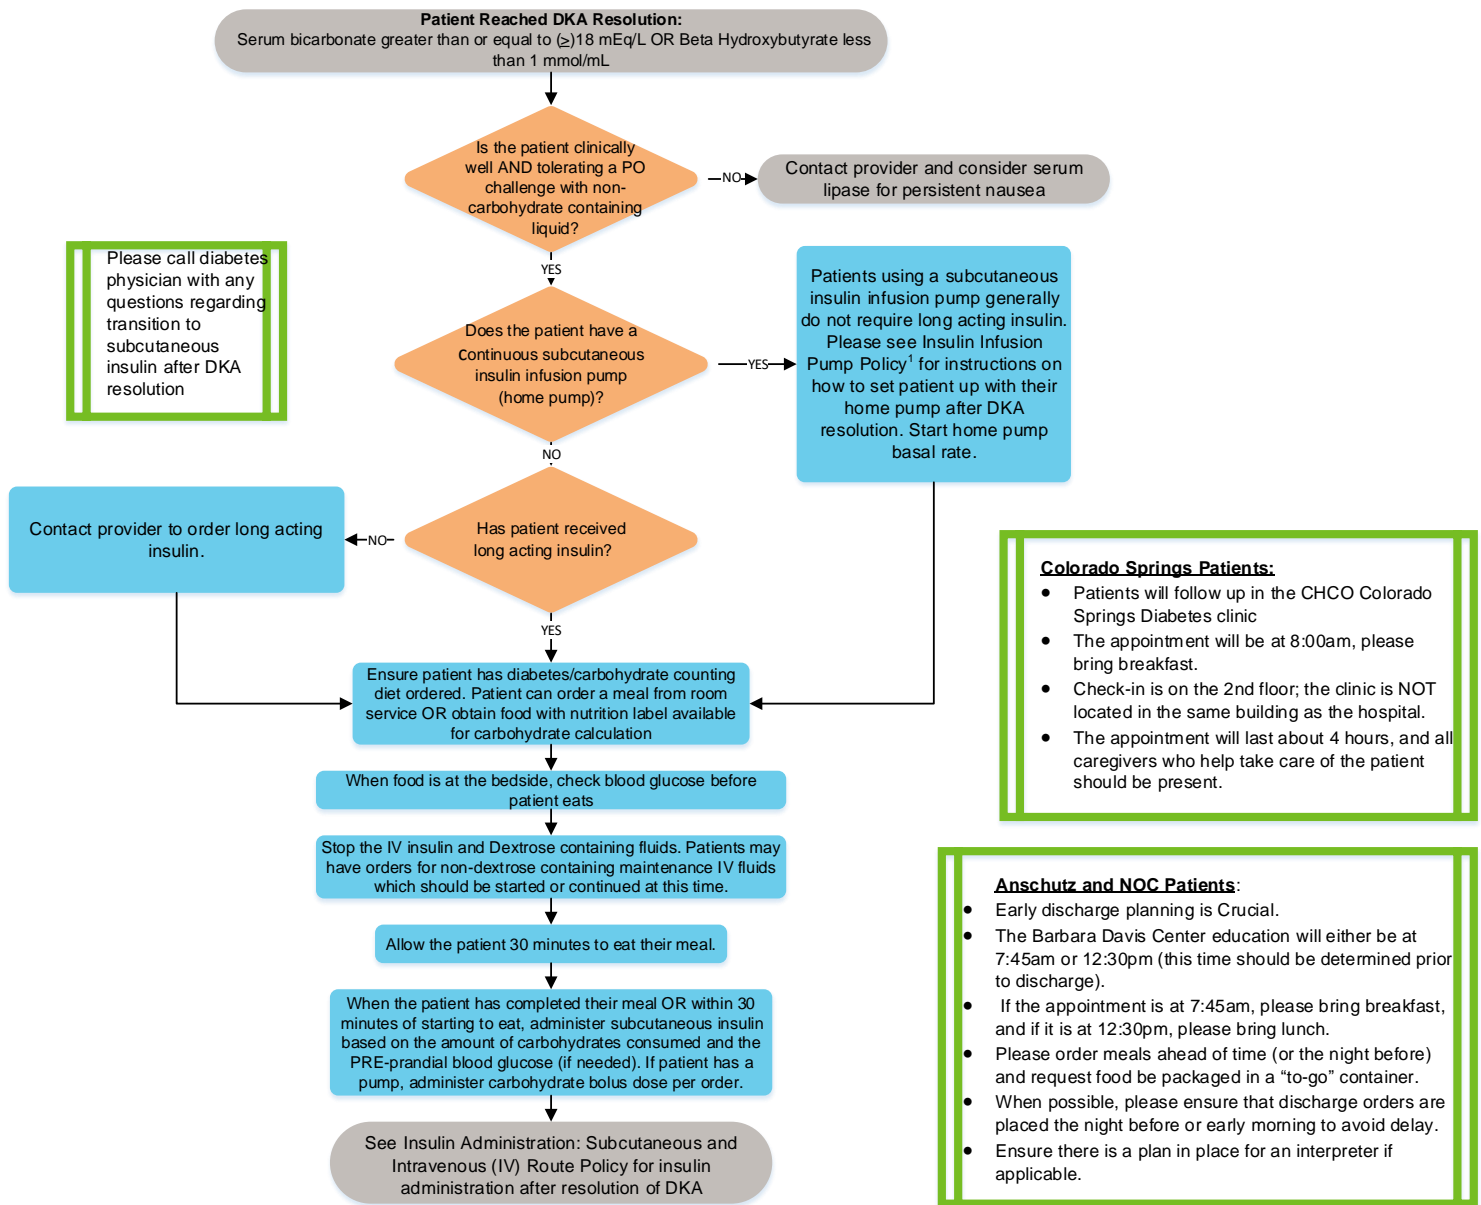 Patient Reached DKA Resolution:
Serum bicarbonate greater than or equal to (≥)18 mEq/L OR Beta Hydroxybutyrate less
than 1 mmol/mL
Is the patient clinically
well AND tolerating a PO
challenge with non-
carbohydrate containing
liquid?
NO
Contact provider and consider serum
lipase for persistent nausea
YES
Please call diabetes
physician with any
questions regarding
transition to
subcutaneous
insulin after DKA
resolution
Does the patient have a
continuous subcutaneous
insulin infusion pump
(home pump)?
YES
Patients using a subcutaneous
insulin infusion pump generally
do not require long acting insulin.
Please see Insulin Infusion
Pump Policy¹ for instructions on
how to set patient up with their
home pump after DKA
resolution. Start home pump
basal rate.
NO
Has patient received
long acting insulin?
NO
Contact provider to order long acting
insulin.
YES
Ensure patient has diabetes/carbohydrate counting
diet ordered. Patient can order a meal from room
service OR obtain food with nutrition label available
for carbohydrate calculation
When food is at the bedside, check blood glucose before
patient eats
Stop the IV insulin and Dextrose containing fluids. Patients may
have orders for non-dextrose containing maintenance IV fluids
which should be started or continued at this time.
Allow the patient 30 minutes to eat their meal.
When the patient has completed their meal OR within 30
minutes of starting to eat, administer subcutaneous insulin
based on the amount of carbohydrates consumed and the
PRE-prandial blood glucose (if needed). If patient has a
pump, administer carbohydrate bolus dose per order.
See Insulin Administration: Subcutaneous and
Intravenous (IV) Route Policy for insulin
administration after resolution of DKA
Colorado Springs Patients:
● Patients will follow up in the CHCO Colorado
Springs Diabetes clinic
● The appointment will be at 8:00am, please
bring breakfast.
● Check-in is on the 2nd floor; the clinic is NOT
located in the same building as the hospital.
● The appointment will last about 4 hours, and all
caregivers who help take care of the patient
should be present.
Anschutz and NOC Patients:
● Early discharge planning is Crucial.
● The Barbara Davis Center education will either be at
7:45am or 12:30pm (this time should be determined prior
to discharge).
● If the appointment is at 7:45am, please bring breakfast,
and if it is at 12:30pm, please bring lunch.
● Please order meals ahead of time (or the night before)
and request food be packaged in a “to-go” container.
● When possible, please ensure that discharge orders are
placed the night before or early morning to avoid delay.
● Ensure there is a plan in place for an interpreter if
applicable.